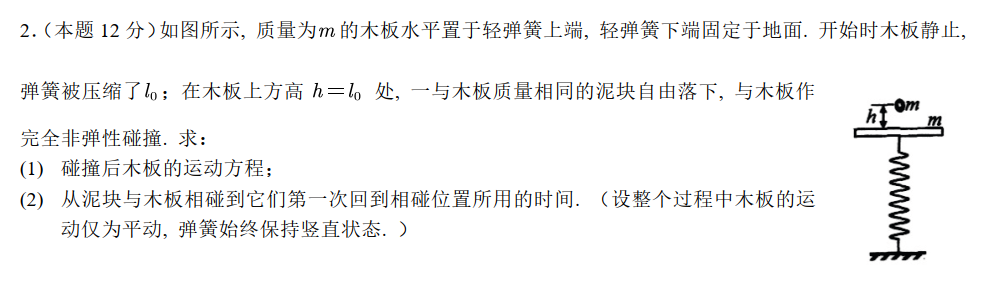 2.（本题 12 分）如图所示, 质量为m 的木板水平置于轻弹簧上端, 轻弹簧下端固定于地面. 开始时木板静止,
弹簧被压缩了l₀；在木板上方高 h＝l₀ 处, 一与木板质量相同的泥块自由落下, 与木板作
完全非弹性碰撞. 求：
(1) 碰撞后木板的运动方程；
(2) 从泥块与木板相碰到它们第一次回到相碰位置所用的时间. （设整个过程中木板的运
动仅为平动, 弹簧始终保持竖直状态. ）
m
h
m